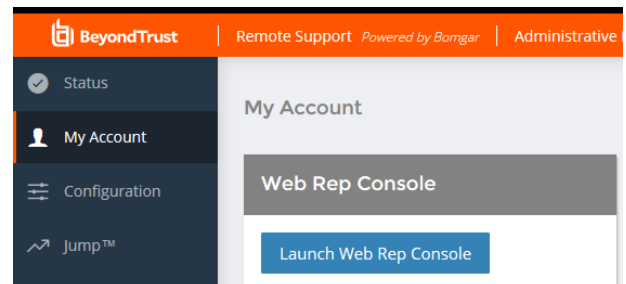 BeyondTrust Remote Support Powered by Bomgar Administrative
Status
My Account
My Account
Web Rep Console
Configuration
Launch Web Rep Console
Jump™